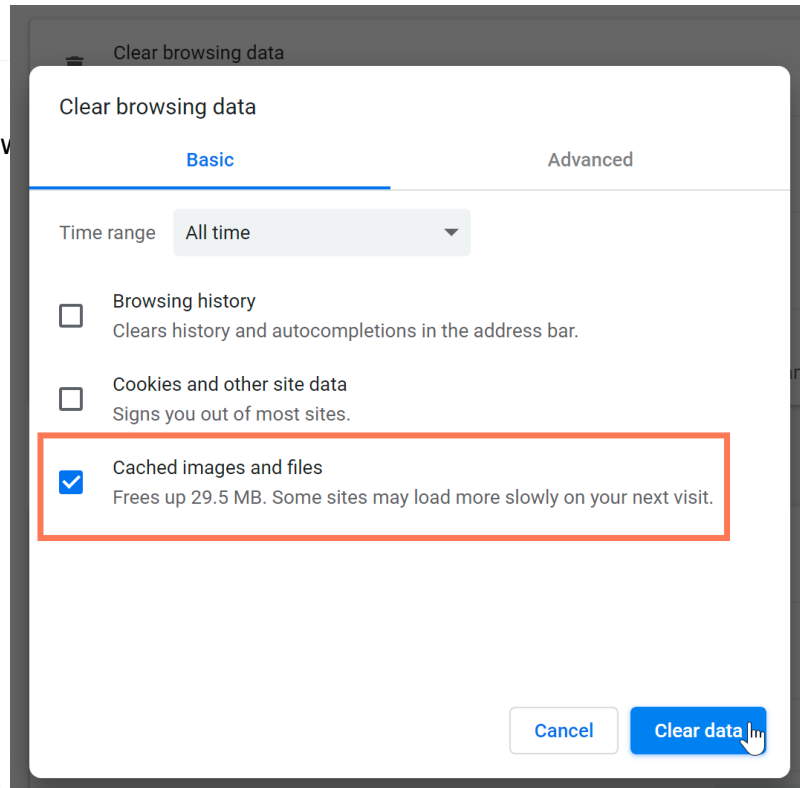 Clear browsing data
Clear browsing data
Basic
Advanced
Time range
All time
Browsing history
Clears history and autocompletions in the address bar.
Cookies and other site data
Signs you out of most sites.
Cached images and files
Frees up 29.5 MB. Some sites may load more slowly on your next visit.
Cancel
Clear data